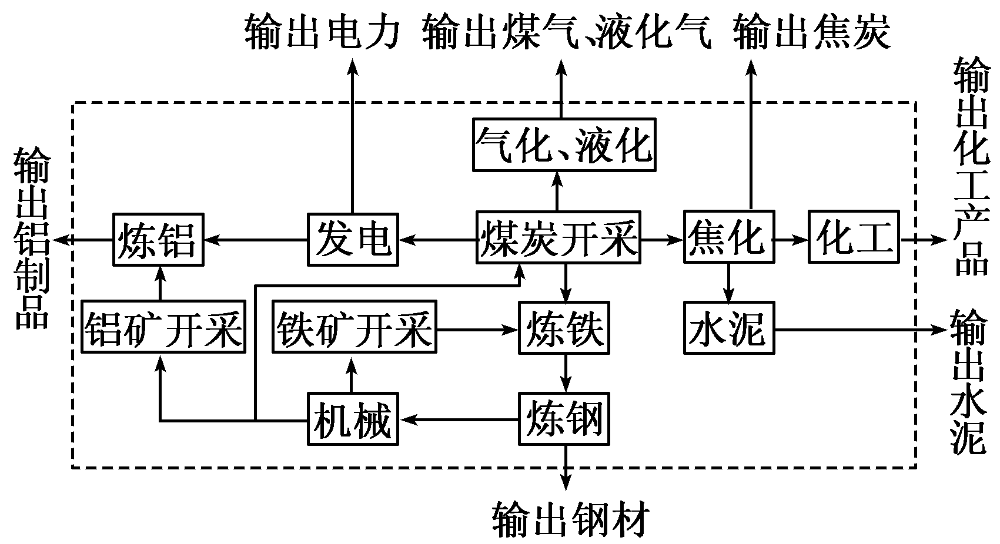 输出电力
输出煤气、液化气
输出焦炭
输出化工产品
气化、液化
输出铝制品
炼铝
发电
煤炭开采
焦化
化工
铝矿开采
铁矿开采
炼铁
水泥
输出水泥
机械
炼钢
输出钢材